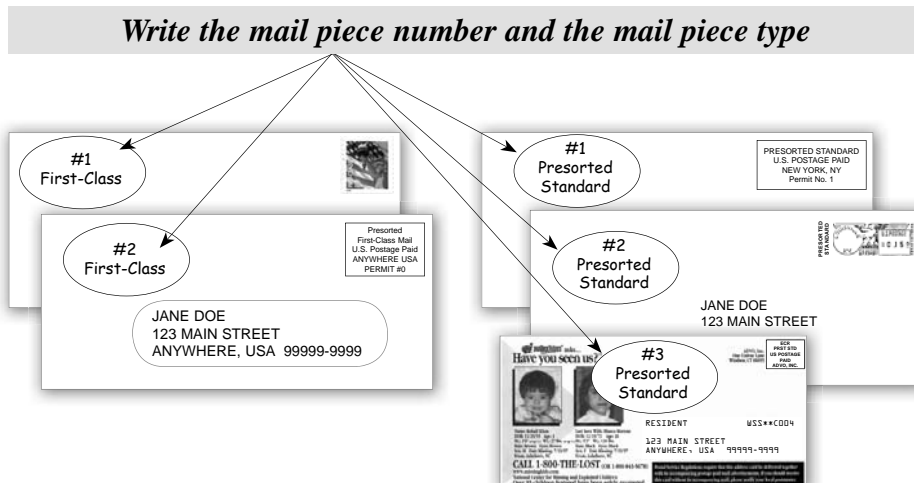 Write the mail piece number and the mail piece type
#1
First-Class
#2
First-Class
Presorted
First-Class Mail
U.S. Postage Paid
ANYWHERE USA
PERMIT #0
JANE DOE
123 MAIN STREET
ANYWHERE, USA 99999-9999
#1
Presorted
Standard
PRESORTED STANDARD
U.S. POSTAGE PAID
NEW YORK, NY
Permit No. 1
#2
Presorted
Standard
PRESORTED
STANDARD
JANE DOE
123 MAIN STREET
#3
Presorted
Standard
Have you seen us?
ECR
PRST STD
US POSTAGE
PAID
ADVO, INC.
RESIDENT WSS**C004
123 MAIN STREET
ANYWHERE, USA 99999-9999
CALL 1-800-THE-LOST